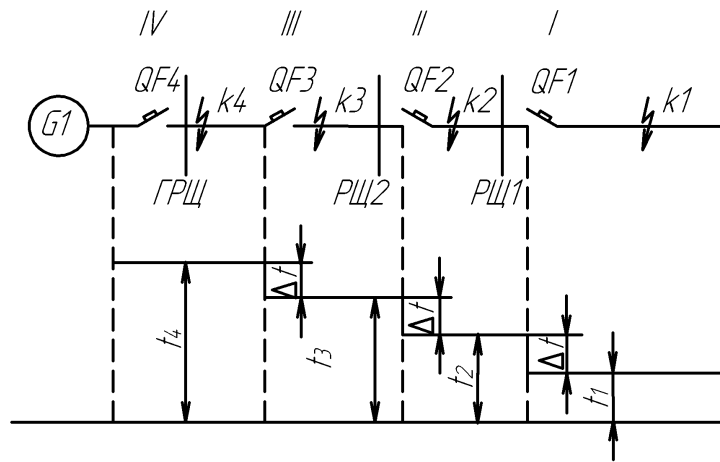 IV III II I
QF4 QF3 QF2 QF1
G1 k4 k3 k2 k1
ГРЩ РЩ2 РЩ1
Δt
Δt
Δt
t4 t3 t2 t1